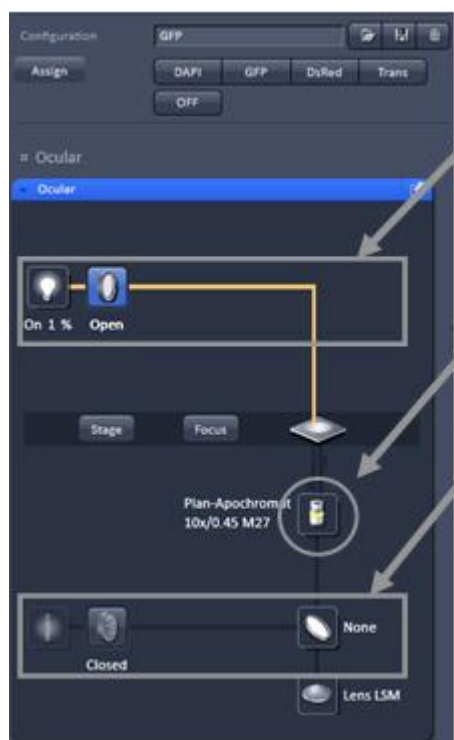 Configuration
GFP
Assign
DAPI GFP DsRed Trans
OFF
Ocular
Ocular
On 1 % Open
Stage Focus
Plan-Apochromat
10x/0.45 M27
None
Closed
Lens LSM